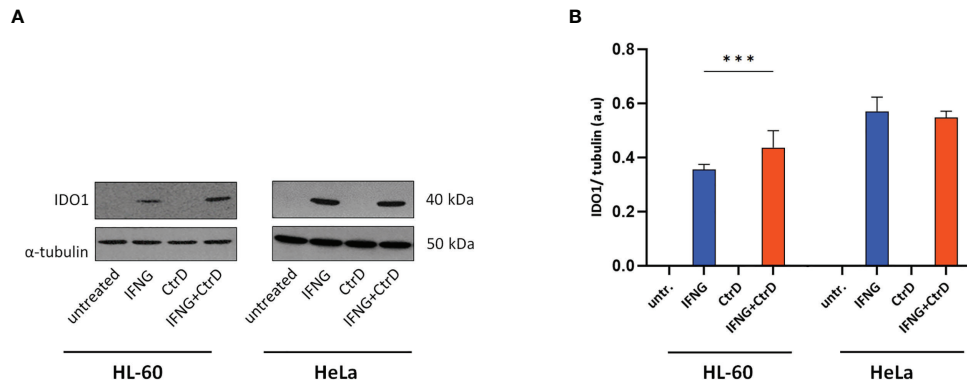 A
IDO1
40 kDa
α-tubulin
50 kDa
untreated
IFNG
CtrD
IFNG+CtrD
untreated
IFNG
CtrD
IFNG+CtrD
HL-60
HeLa
B
IDO1/ tubulin (a.u)
0.8
0.6
0.4
0.2
0.0
***
untr.
IFNG
CtrD
IFNG+CtrD
untr.
IFNG
CtrD
IFNG+CtrD
HL-60
HeLa